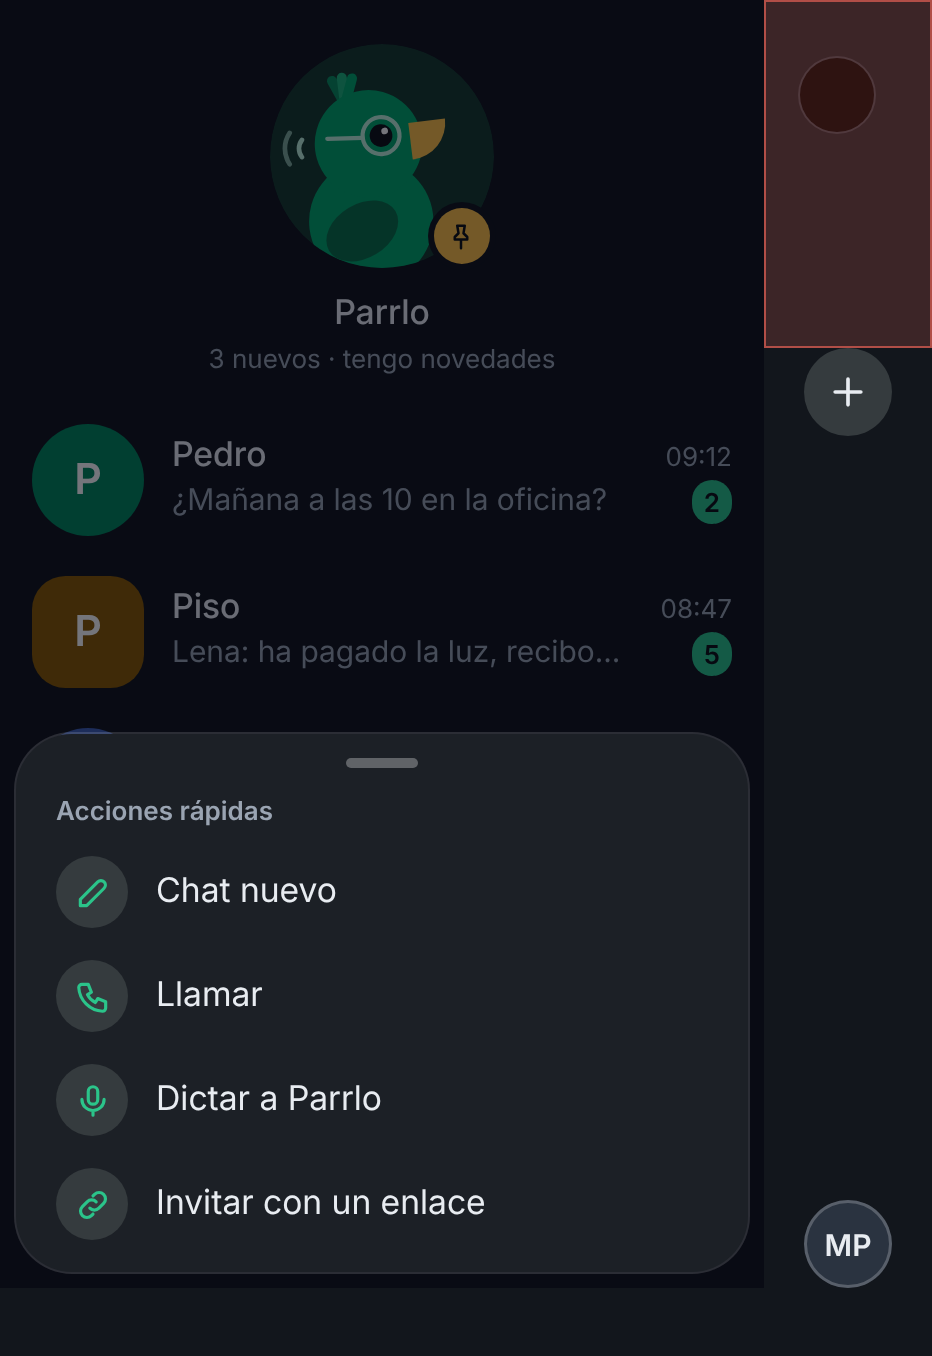 Parrlo
3 nuevos · tengo novedades
P
Pedro
09:12
¿Mañana a las 10 en la oficina?
2
P
Piso
08:47
Lena: ha pagado la luz, recibo...
5
Acciones rápidas
Chat nuevo
Llamar
Dictar a Parrlo
Invitar con un enlace
MP